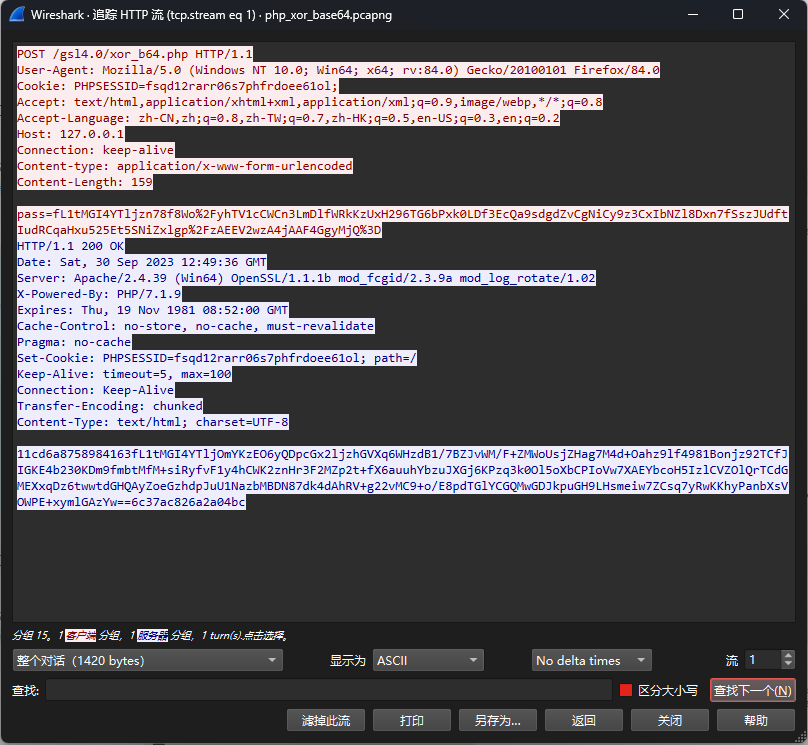 Wireshark · 追踪 HTTP 流 (tcp.stream eq 1) · php_xor_base64.pcapng
POST /gsl4.0/xor_b64.php HTTP/1.1
User-Agent: Mozilla/5.0 (Windows NT 10.0; Win64; x64; rv:84.0) Gecko/20100101 Firefox/84.0
Cookie: PHPSESSID=fsqd12rarr06s7phfrdoee61ol;
Accept: text/html,application/xhtml+xml,application/xml;q=0.9,image/webp,*/*;q=0.8
Accept-Language: zh-CN,zh;q=0.8,zh-TW;q=0.7,zh-HK;q=0.5,en-US;q=0.3,en;q=0.2
Host: 127.0.0.1
Connection: keep-alive
Content-type: application/x-www-form-urlencoded
Content-Length: 159
pass=fL1tMGI4YTljzn78f8Wo%2FyhTV1cCWCn3LmDlfWRkKzUxH296TG6bPxk0LDf3EcQa9sdgdZvCgNiCy9z3CxIbNZl8Dxn7fSszJUdft
IudRCqaHxu525Et5SNiZxlgp%2FzAEEV2wzA4jAAF4GgyMjQ%3D
HTTP/1.1 200 OK
Date: Sat, 30 Sep 2023 12:49:36 GMT
Server: Apache/2.4.39 (Win64) OpenSSL/1.1.1b mod_fcgid/2.3.9a mod_log_rotate/1.02
X-Powered-By: PHP/7.1.9
Expires: Thu, 19 Nov 1981 08:52:00 GMT
Cache-Control: no-store, no-cache, must-revalidate
Pragma: no-cache
Set-Cookie: PHPSESSID=fsqd12rarr06s7phfrdoee61ol; path=/
Keep-Alive: timeout=5, max=100
Connection: Keep-Alive
Transfer-Encoding: chunked
Content-Type: text/html; charset=UTF-8
11cd6a8758984163fL1tMGI4YTljOmYKzEO6yQDpcGx2ljzhGVXq6WHzdB1/7BZJvWM/F+ZMWoUsjZHag7M4d+Oahz9lf4981Bonjz92TCfJ
IGKE4b230KDm9fmbtMfM+siRyfvF1y4hCWK2znHr3F2MZp2t+fX6auuhYbzuJXGj6KPzq3k0Ol5oXbCPIoVw7XAEYbcoH5IzlCVZOlQrTCdG
MEXxqDz6twwtdGHQAyZoeGzhdpJuU1NazbMBDN87dk4dAhRV+g22vMC9+o/E8pdTGlYCGQMwGDJkpuGH9LHsmeiw7ZCsq7yRwKKhyPanbXsV
OWPE+xymlGAzYw==6c37ac826a2a04bc
分组 15。1 客户端 分组，1 服务器 分组，1 turn(s).点击选择。
整个对话 (1420 bytes)
显示为
ASCII
No delta times
流
1
查找:
区分大小写
查找下一个(N)
滤掉此流
打印
另存为...
返回
关闭
帮助